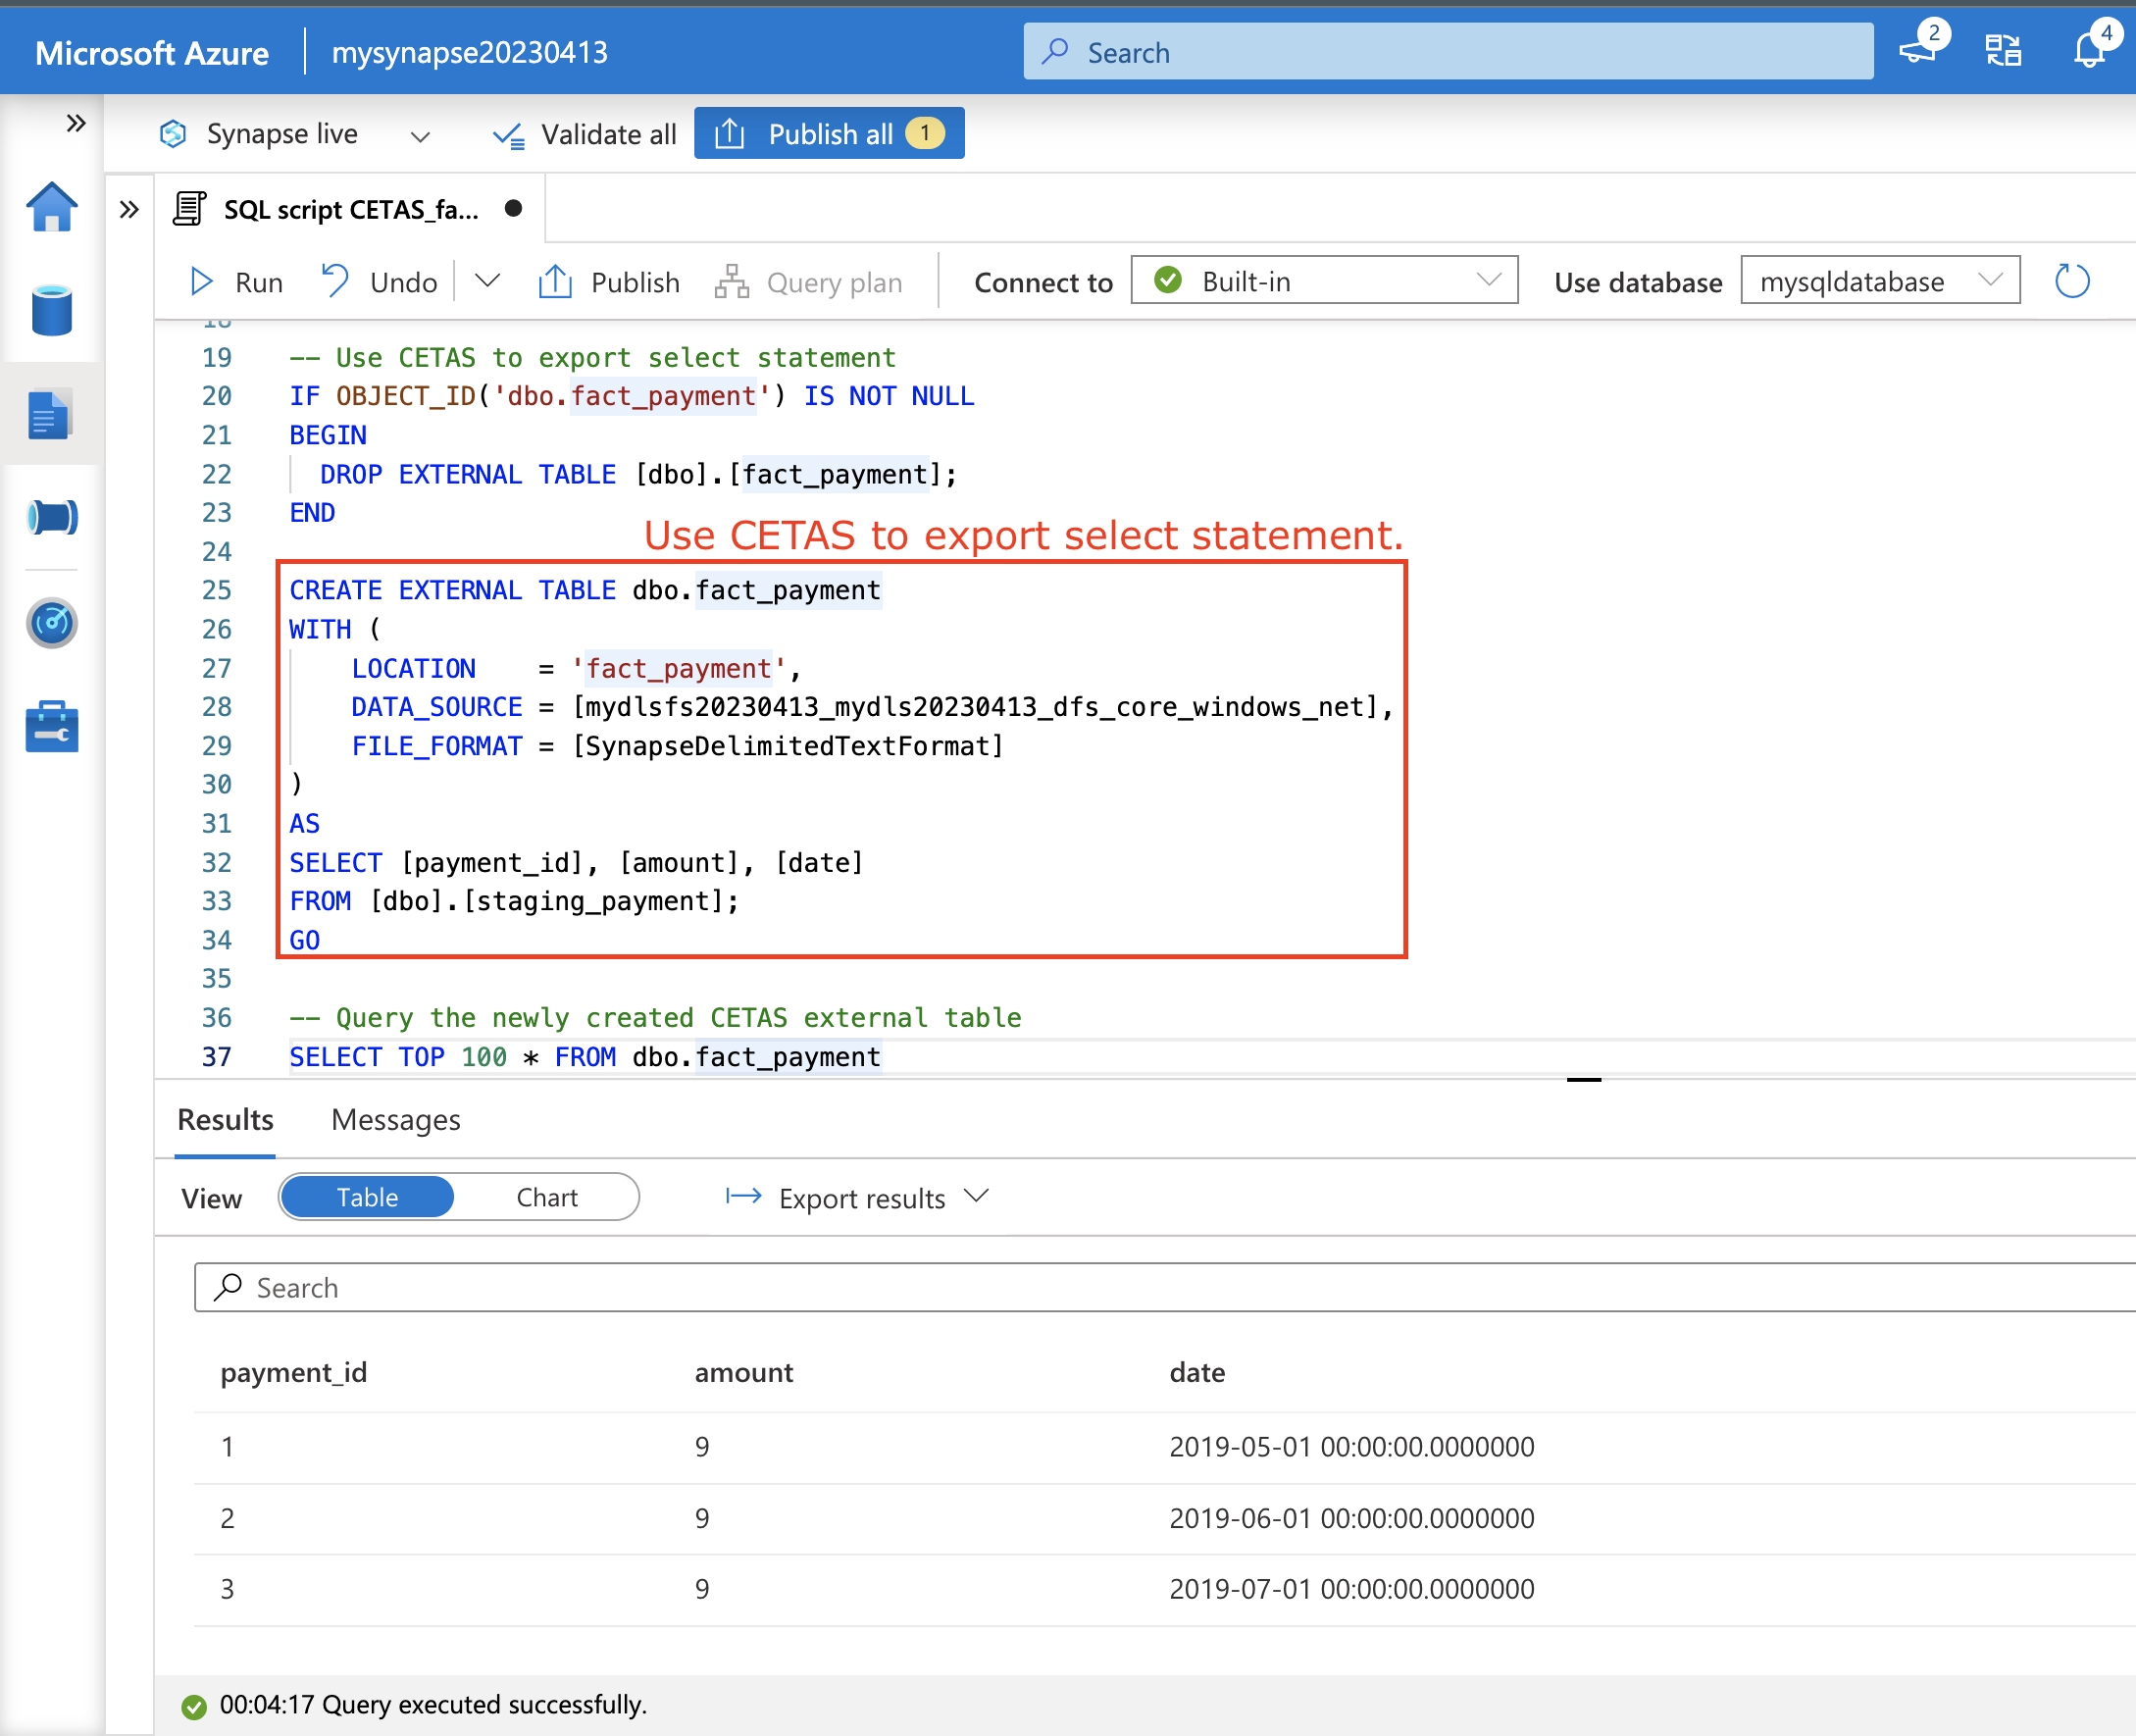 Microsoft Azure mysynapse20230413 Search 2 4
Synapse live Validate all Publish all 1
SQL script CETAS_fa...
Run Undo Publish Query plan Connect to Built-in Use database mysqldatabase
18
19 -- Use CETAS to export select statement
20 IF OBJECT_ID('dbo.fact_payment') IS NOT NULL
21 BEGIN
22 DROP EXTERNAL TABLE [dbo].[fact_payment];
23 END
Use CETAS to export select statement.
24
25 CREATE EXTERNAL TABLE dbo.fact_payment
26 WITH (
27 LOCATION = 'fact_payment',
28 DATA_SOURCE = [mydlsfs20230413_mydls20230413_dfs_core_windows_net],
29 FILE_FORMAT = [SynapseDelimitedTextFormat]
30 )
31 AS
32 SELECT [payment_id], [amount], [date]
33 FROM [dbo].[staging_payment];
34 GO
35
36 -- Query the newly created CETAS external table
37 SELECT TOP 100 * FROM dbo.fact_payment
Results Messages
View Table Chart Export results
Search
payment_id amount date
1 9 2019-05-01 00:00:00.0000000
2 9 2019-06-01 00:00:00.0000000
3 9 2019-07-01 00:00:00.0000000
00:04:17 Query executed successfully.